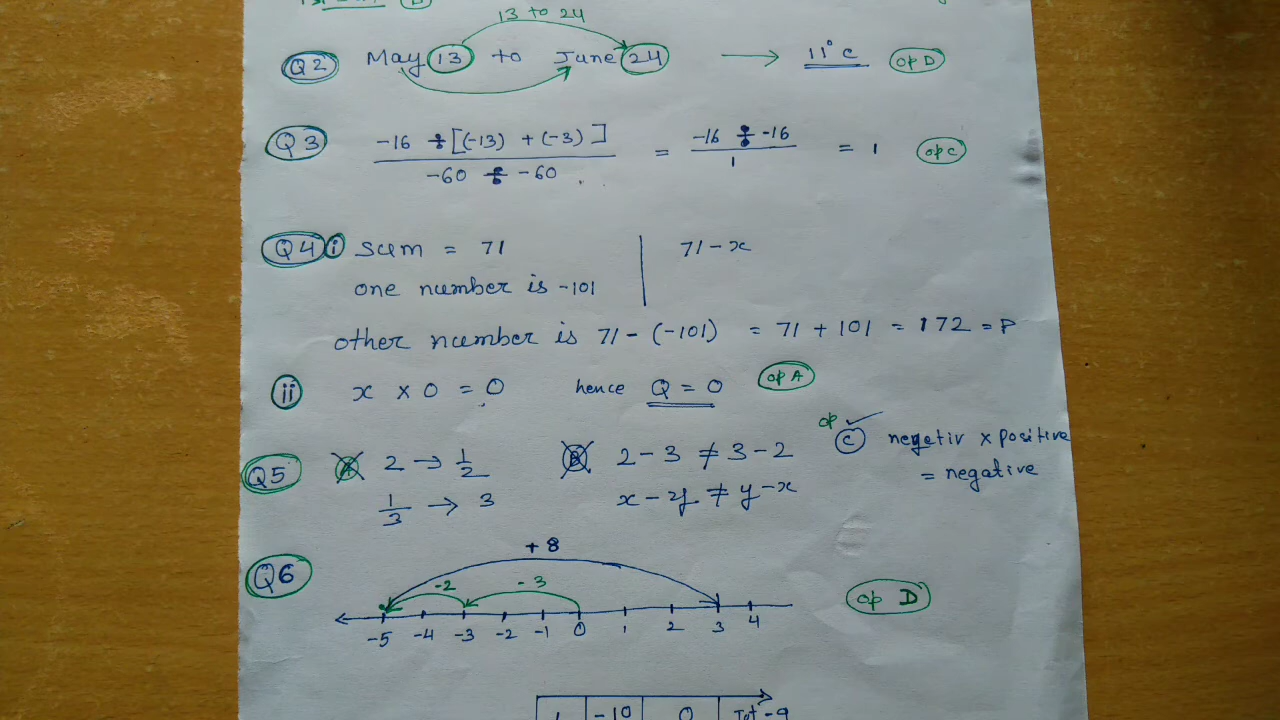 13 to 24
Q2 May 13 to June 24 → 11°C op D
Q3 -16 ÷ [(-13) + (-3)] / -60 ÷ -60 = -16 ÷ -16 / 1 = 1 op C
Q4 i sum = 71 | 71 - x
one number is -101
other number is 71 - (-101) = 71 + 101 = 172 = P
ii x × 0 = 0 hence Q = 0 op A
Q5 A 2 → 1/2 B 2 - 3 ≠ 3 - 2 op ✓ C negetiv × positive
1/3 → 3 x - y ≠ y - x = negative
+8
Q6 -2 -3 op D
-5 -4 -3 -2 -1 0 1 2 3 4
1 -10 0 Tot -9